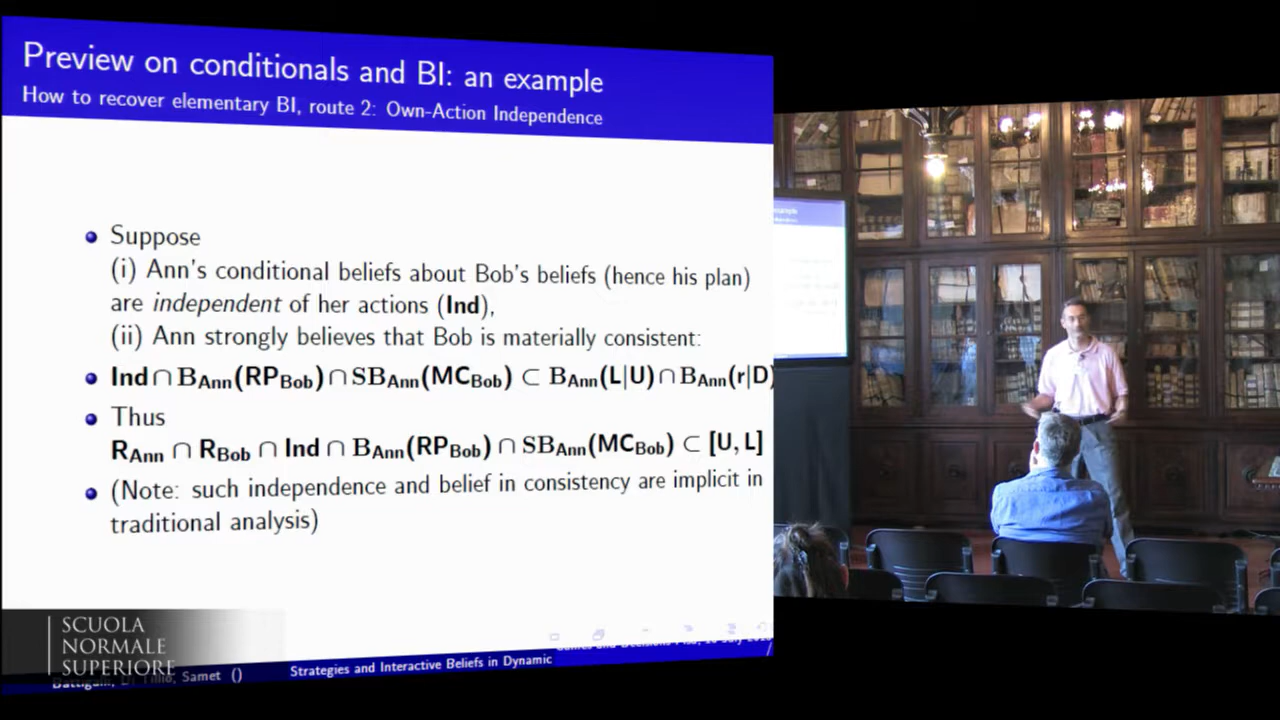 Preview on conditionals and BI: an example
How to recover elementary BI, route 2: Own-Action Independence
Suppose
(i) Ann's conditional beliefs about Bob's beliefs (hence his plan)
are independent of her actions (Ind),
(ii) Ann strongly believes that Bob is materially consistent:
Ind ∩ B_Ann(RP_Bob) ∩ SB_Ann(MC_Bob) ⊂ B_Ann(L|U) ∩ B_Ann(r|D)
Thus
R_Ann ∩ R_Bob ∩ Ind ∩ B_Ann(RP_Bob) ∩ SB_Ann(MC_Bob) ⊂ [U, L]
(Note: such independence and belief in consistency are implicit in
traditional analysis)
SCUOLA
NORMALE
SUPERIORE
Samet ()
Strategies and Interactive Beliefs in Dynamic